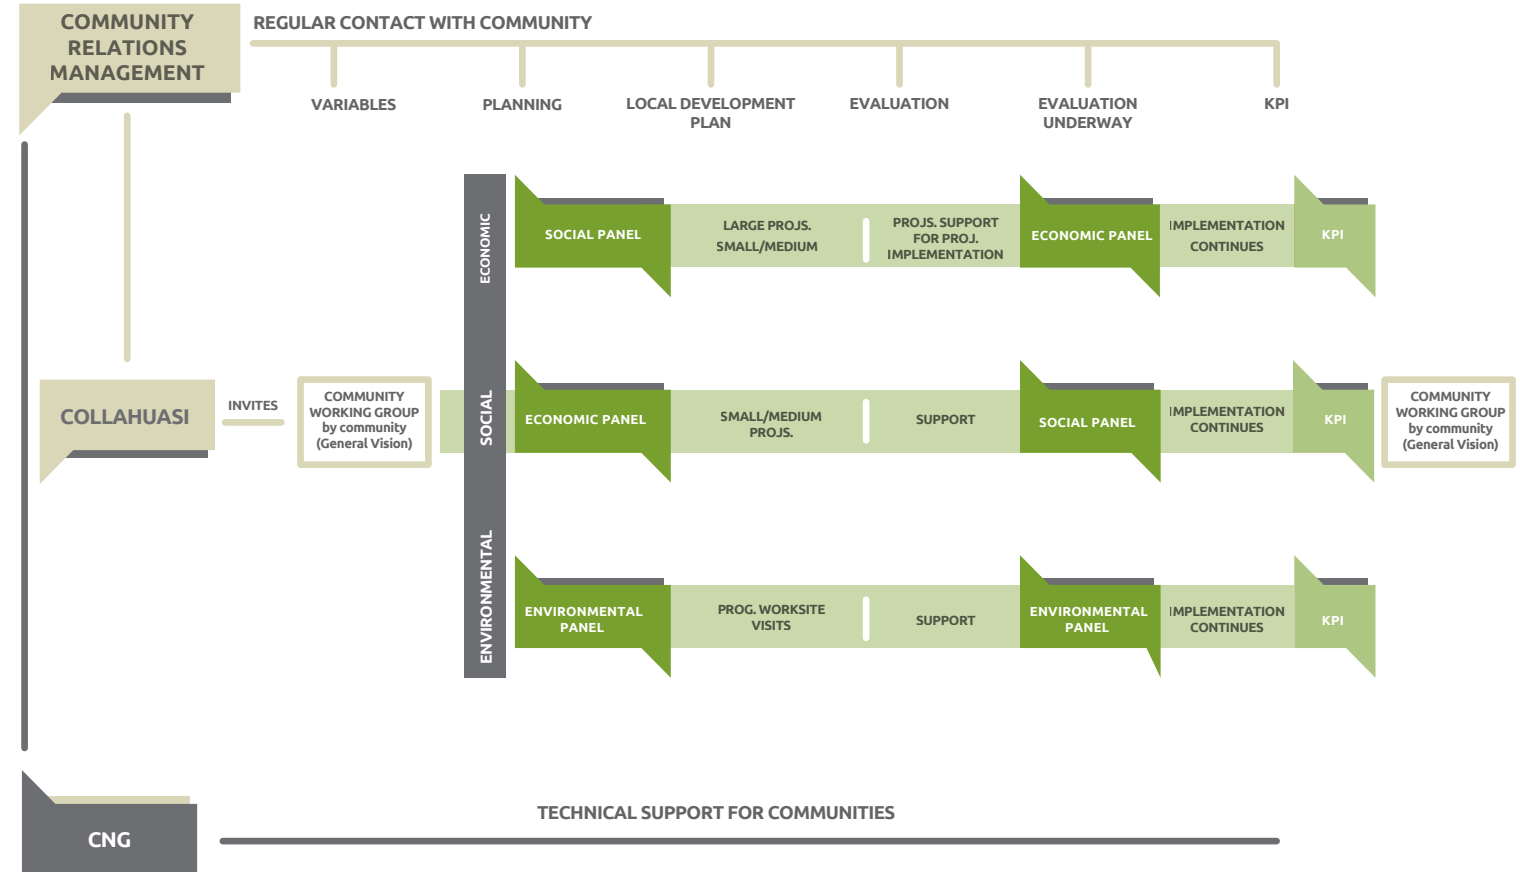 COMMUNITY
RELATIONS
MANAGEMENT
REGULAR CONTACT WITH COMMUNITY
VARIABLES
PLANNING
LOCAL DEVELOPMENT
PLAN
EVALUATION
EVALUATION
UNDERWAY
KPI
ECONOMIC
SOCIAL PANEL
LARGE PROJS.
SMALL/MEDIUM
PROJS. SUPPORT
FOR PROJ.
IMPLEMENTATION
ECONOMIC PANEL
IMPLEMENTATION
CONTINUES
KPI
COLLAHUASI
INVITES
COMMUNITY
WORKING GROUP
by community
(General Vision)
SOCIAL
ECONOMIC PANEL
SMALL/MEDIUM
PROJS.
SUPPORT
SOCIAL PANEL
IMPLEMENTATION
CONTINUES
KPI
COMMUNITY
WORKING GROUP
by community
(General Vision)
ENVIRONMENTAL
ENVIRONMENTAL
PANEL
PROG. WORKSITE
VISITS
SUPPORT
ENVIRONMENTAL
PANEL
IMPLEMENTATION
CONTINUES
KPI
CNG
TECHNICAL SUPPORT FOR COMMUNITIES